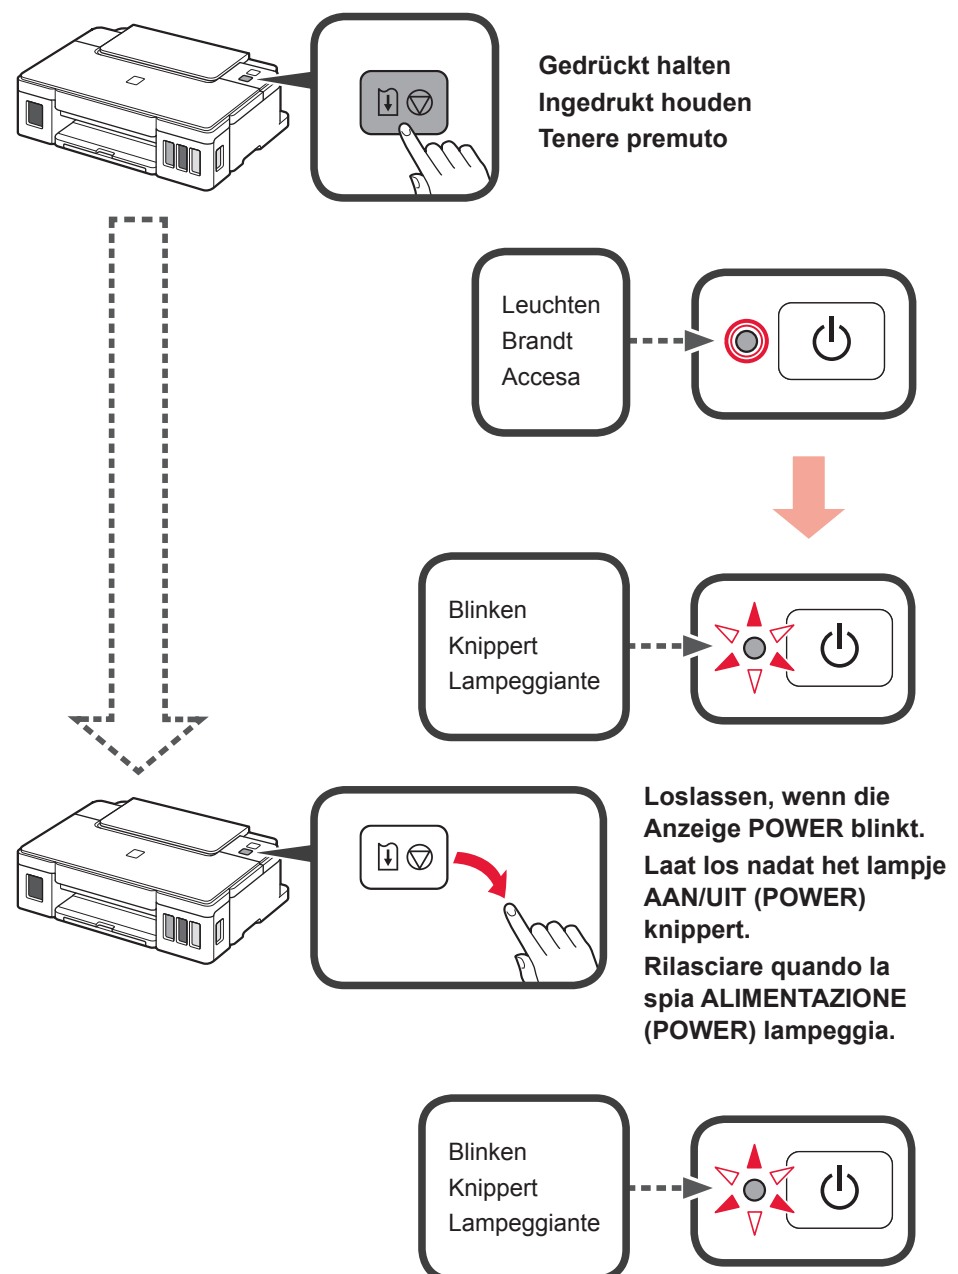 Gedrückt halten
Ingedrukt houden
Tenere premuto
Leuchten
Brandt
Accesa
Blinken
Knippert
Lampeggiante
Loslassen, wenn die
Anzeige POWER blinkt.
Laat los nadat het lampje
AAN/UIT (POWER)
knippert.
Rilasciare quando la
spia ALIMENTAZIONE
(POWER) lampeggia.
Blinken
Knippert
Lampeggiante